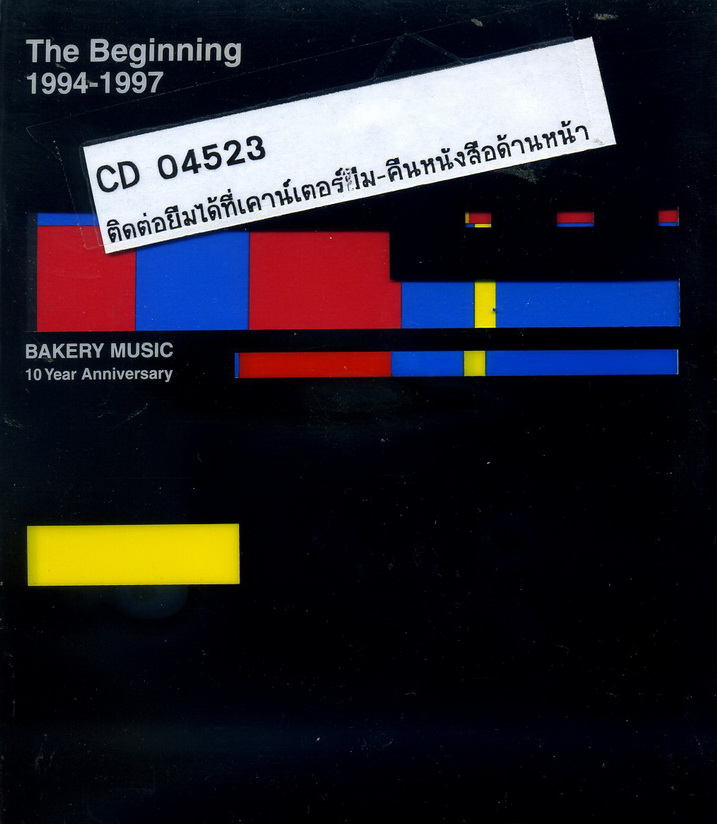 The Beginning
1994-1997
CD 04523
ติดต่อยืมได้ที่เคาน์เตอร์ยืม-คืนหนังสือด้านหน้า
BAKERY MUSIC
10 Year Anniversary